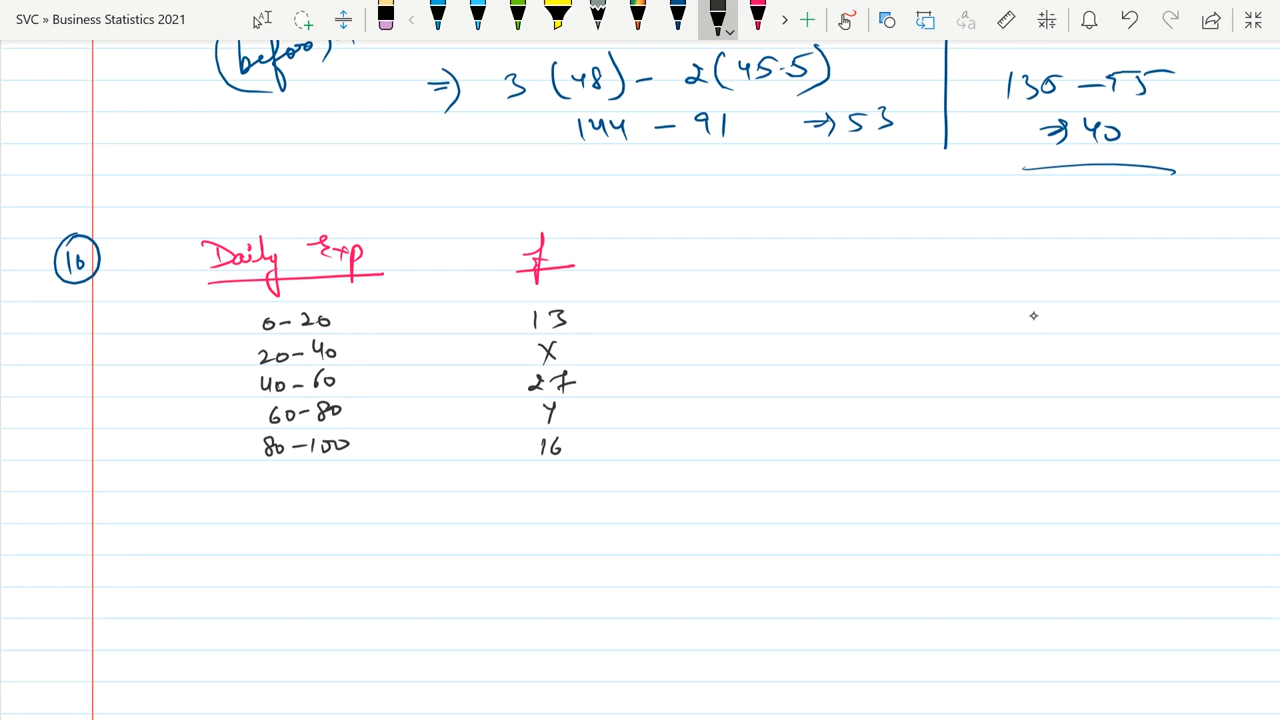 SVC » Business Statistics 2021
(before)
=> 3 (48) - 2 (45.5)
144 - 91 => 53
135 - 95
=> 40
10
Daily Exp f
0-20 13
20-40 X
40-60 27
60-80 Y
80-100 16